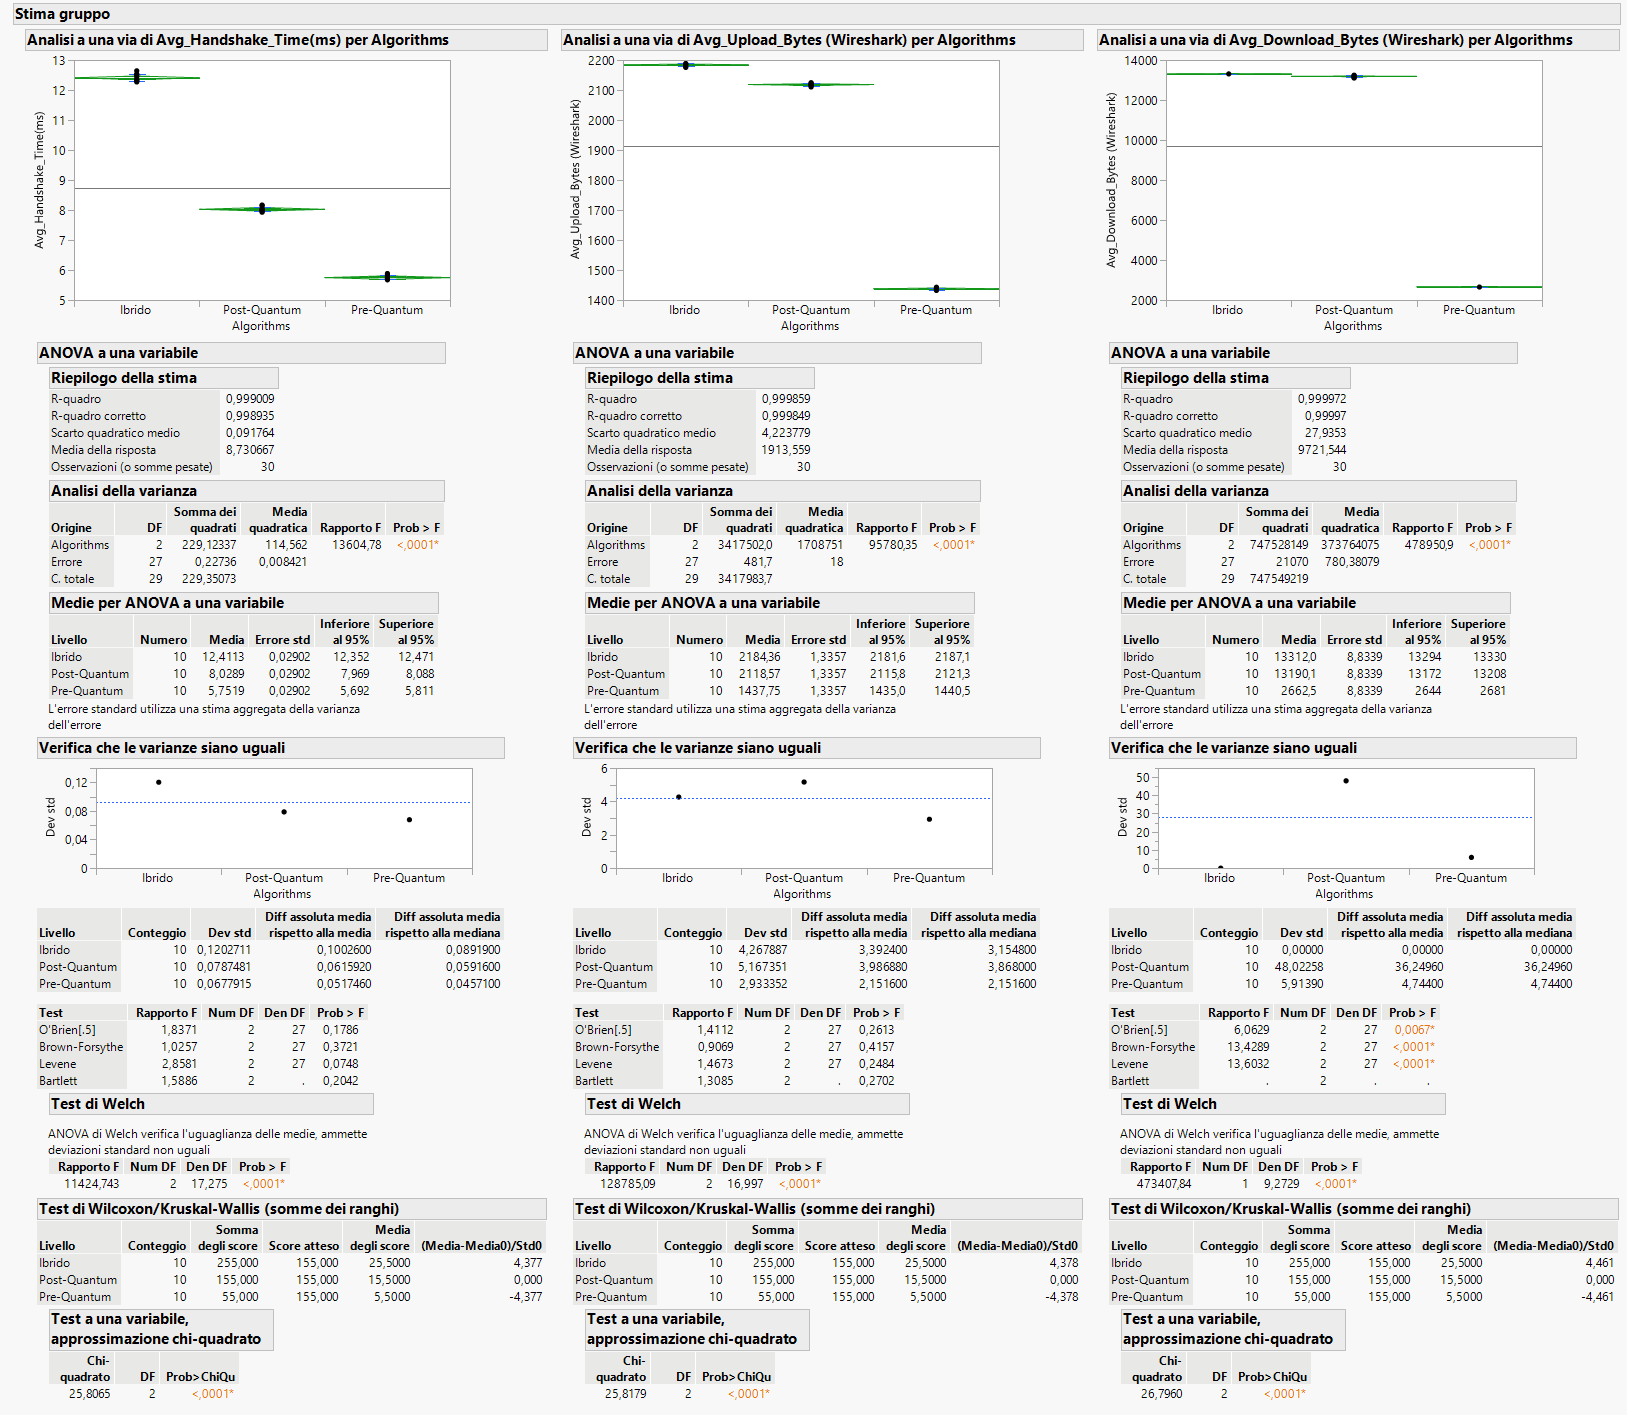 Stima gruppo
Analisi a una via di Avg_Handshake_Time(ms) per Algorithms
13
12
11
10
9
8
7
6
5
Avg_Handshake_Time(ms)
Ibrido Post-Quantum Pre-Quantum
Algorithms
ANOVA a una variabile
Riepilogo della stima
R-quadro 0,999009
R-quadro corretto 0,998935
Scarto quadratico medio 0,091764
Media della risposta 8,730667
Osservazioni (o somme pesate) 30
Analisi della varianza
Somma dei Media
Origine DF quadrati quadratica Rapporto F Prob > F
Algorithms 2 229,12337 114,562 13604,78 <,0001*
Errore 27 0,22736 0,008421
C. totale 29 229,35073
Medie per ANOVA a una variabile
Inferiore Superiore
Livello Numero Media Errore std al 95% al 95%
Ibrido 10 12,4113 0,02902 12,352 12,471
Post-Quantum 10 8,0289 0,02902 7,969 8,088
Pre-Quantum 10 5,7519 0,02902 5,692 5,811
L'errore standard utilizza una stima aggregata della varianza
dell'errore
Verifica che le varianze siano uguali
0,12
0,08
0,04
0
Dev std
Ibrido Post-Quantum Pre-Quantum
Algorithms
Diff assoluta media Diff assoluta media
Livello Conteggio Dev std rispetto alla media rispetto alla mediana
Ibrido 10 0,1202711 0,1002600 0,0891900
Post-Quantum 10 0,0787481 0,0615920 0,0591600
Pre-Quantum 10 0,0677915 0,0517460 0,0457100
Test Rapporto F Num DF Den DF Prob > F
O'Brien[.5] 1,8371 2 27 0,1786
Brown-Forsythe 1,0257 2 27 0,3721
Levene 2,8581 2 27 0,0748
Bartlett 1,5886 2 . 0,2042
Test di Welch
ANOVA di Welch verifica l'uguaglianza delle medie, ammette
deviazioni standard non uguali
Rapporto F Num DF Den DF Prob > F
11424,743 2 17,275 <,0001*
Test di Wilcoxon/Kruskal-Wallis (somme dei ranghi)
Somma Media
Livello Conteggio degli score Score atteso degli score (Media-Media0)/Std0
Ibrido 10 255,000 155,000 25,5000 4,377
Post-Quantum 10 155,000 155,000 15,5000 0,000
Pre-Quantum 10 55,000 155,000 5,5000 -4,377
Test a una variabile,
approssimazione chi-quadrato
Chi-
quadrato DF Prob>ChiQu
25,8065 2 <,0001*
Analisi a una via di Avg_Upload_Bytes (Wireshark) per Algorithms
2200
2100
2000
1900
1800
1700
1600
1500
1400
Avg_Upload_Bytes (Wireshark)
Ibrido Post-Quantum Pre-Quantum
Algorithms
ANOVA a una variabile
Riepilogo della stima
R-quadro 0,999859
R-quadro corretto 0,999849
Scarto quadratico medio 4,223779
Media della risposta 1913,559
Osservazioni (o somme pesate) 30
Analisi della varianza
Somma dei Media
Origine DF quadrati quadratica Rapporto F Prob > F
Algorithms 2 3417502,0 1708751 95780,35 <,0001*
Errore 27 481,7 18
C. totale 29 3417983,7
Medie per ANOVA a una variabile
Inferiore Superiore
Livello Numero Media Errore std al 95% al 95%
Ibrido 10 2184,36 1,3357 2181,6 2187,1
Post-Quantum 10 2118,57 1,3357 2115,8 2121,3
Pre-Quantum 10 1437,75 1,3357 1435,0 1440,5
L'errore standard utilizza una stima aggregata della varianza
dell'errore
Verifica che le varianze siano uguali
6
4
2
0
Dev std
Ibrido Post-Quantum Pre-Quantum
Algorithms
Diff assoluta media Diff assoluta media
Livello Conteggio Dev std rispetto alla media rispetto alla mediana
Ibrido 10 4,267887 3,392400 3,154800
Post-Quantum 10 5,167351 3,986880 3,868000
Pre-Quantum 10 2,933352 2,151600 2,151600
Test Rapporto F Num DF Den DF Prob > F
O'Brien[.5] 1,4112 2 27 0,2613
Brown-Forsythe 0,9069 2 27 0,4157
Levene 1,4673 2 27 0,2484
Bartlett 1,3085 2 . 0,2702
Test di Welch
ANOVA di Welch verifica l'uguaglianza delle medie, ammette
deviazioni standard non uguali
Rapporto F Num DF Den DF Prob > F
128785,09 2 16,997 <,0001*
Test di Wilcoxon/Kruskal-Wallis (somme dei ranghi)
Somma Media
Livello Conteggio degli score Score atteso degli score (Media-Media0)/Std0
Ibrido 10 255,000 155,000 25,5000 4,378
Post-Quantum 10 155,000 155,000 15,5000 0,000
Pre-Quantum 10 55,000 155,000 5,5000 -4,378
Test a una variabile,
approssimazione chi-quadrato
Chi-
quadrato DF Prob>ChiQu
25,8179 2 <,0001*
Analisi a una via di Avg_Download_Bytes (Wireshark) per Algorithms
14000
12000
10000
8000
6000
4000
2000
Avg_Download_Bytes (Wireshark)
Ibrido Post-Quantum Pre-Quantum
Algorithms
ANOVA a una variabile
Riepilogo della stima
R-quadro 0,999972
R-quadro corretto 0,99997
Scarto quadratico medio 27,9353
Media della risposta 9721,544
Osservazioni (o somme pesate) 30
Analisi della varianza
Somma dei Media
Origine DF quadrati quadratica Rapporto F Prob > F
Algorithms 2 747528149 373764075 478950,9 <,0001*
Errore 27 21070 780,38079
C. totale 29 747549219
Medie per ANOVA a una variabile
Inferiore Superiore
Livello Numero Media Errore std al 95% al 95%
Ibrido 10 13312,0 8,8339 13294 13330
Post-Quantum 10 13190,1 8,8339 13172 13208
Pre-Quantum 10 2662,5 8,8339 2644 2681
L'errore standard utilizza una stima aggregata della varianza
dell'errore
Verifica che le varianze siano uguali
50
40
30
20
10
0
Dev std
Ibrido Post-Quantum Pre-Quantum
Algorithms
Diff assoluta media Diff assoluta media
Livello Conteggio Dev std rispetto alla media rispetto alla mediana
Ibrido 10 0,00000 0,00000 0,00000
Post-Quantum 10 48,02258 36,24960 36,24960
Pre-Quantum 10 5,91390 4,74400 4,74400
Test Rapporto F Num DF Den DF Prob > F
O'Brien[.5] 6,0629 2 27 0,0067*
Brown-Forsythe 13,4289 2 27 <,0001*
Levene 13,6032 2 27 <,0001*
Bartlett . 2 . .
Test di Welch
ANOVA di Welch verifica l'uguaglianza delle medie, ammette
deviazioni standard non uguali
Rapporto F Num DF Den DF Prob > F
473407,84 1 9,2729 <,0001*
Test di Wilcoxon/Kruskal-Wallis (somme dei ranghi)
Somma Media
Livello Conteggio degli score Score atteso degli score (Media-Media0)/Std0
Ibrido 10 255,000 155,000 25,5000 4,461
Post-Quantum 10 155,000 155,000 15,5000 0,000
Pre-Quantum 10 55,000 155,000 5,5000 -4,461
Test a una variabile,
approssimazione chi-quadrato
Chi-
quadrato DF Prob>ChiQu
26,7960 2 <,0001*